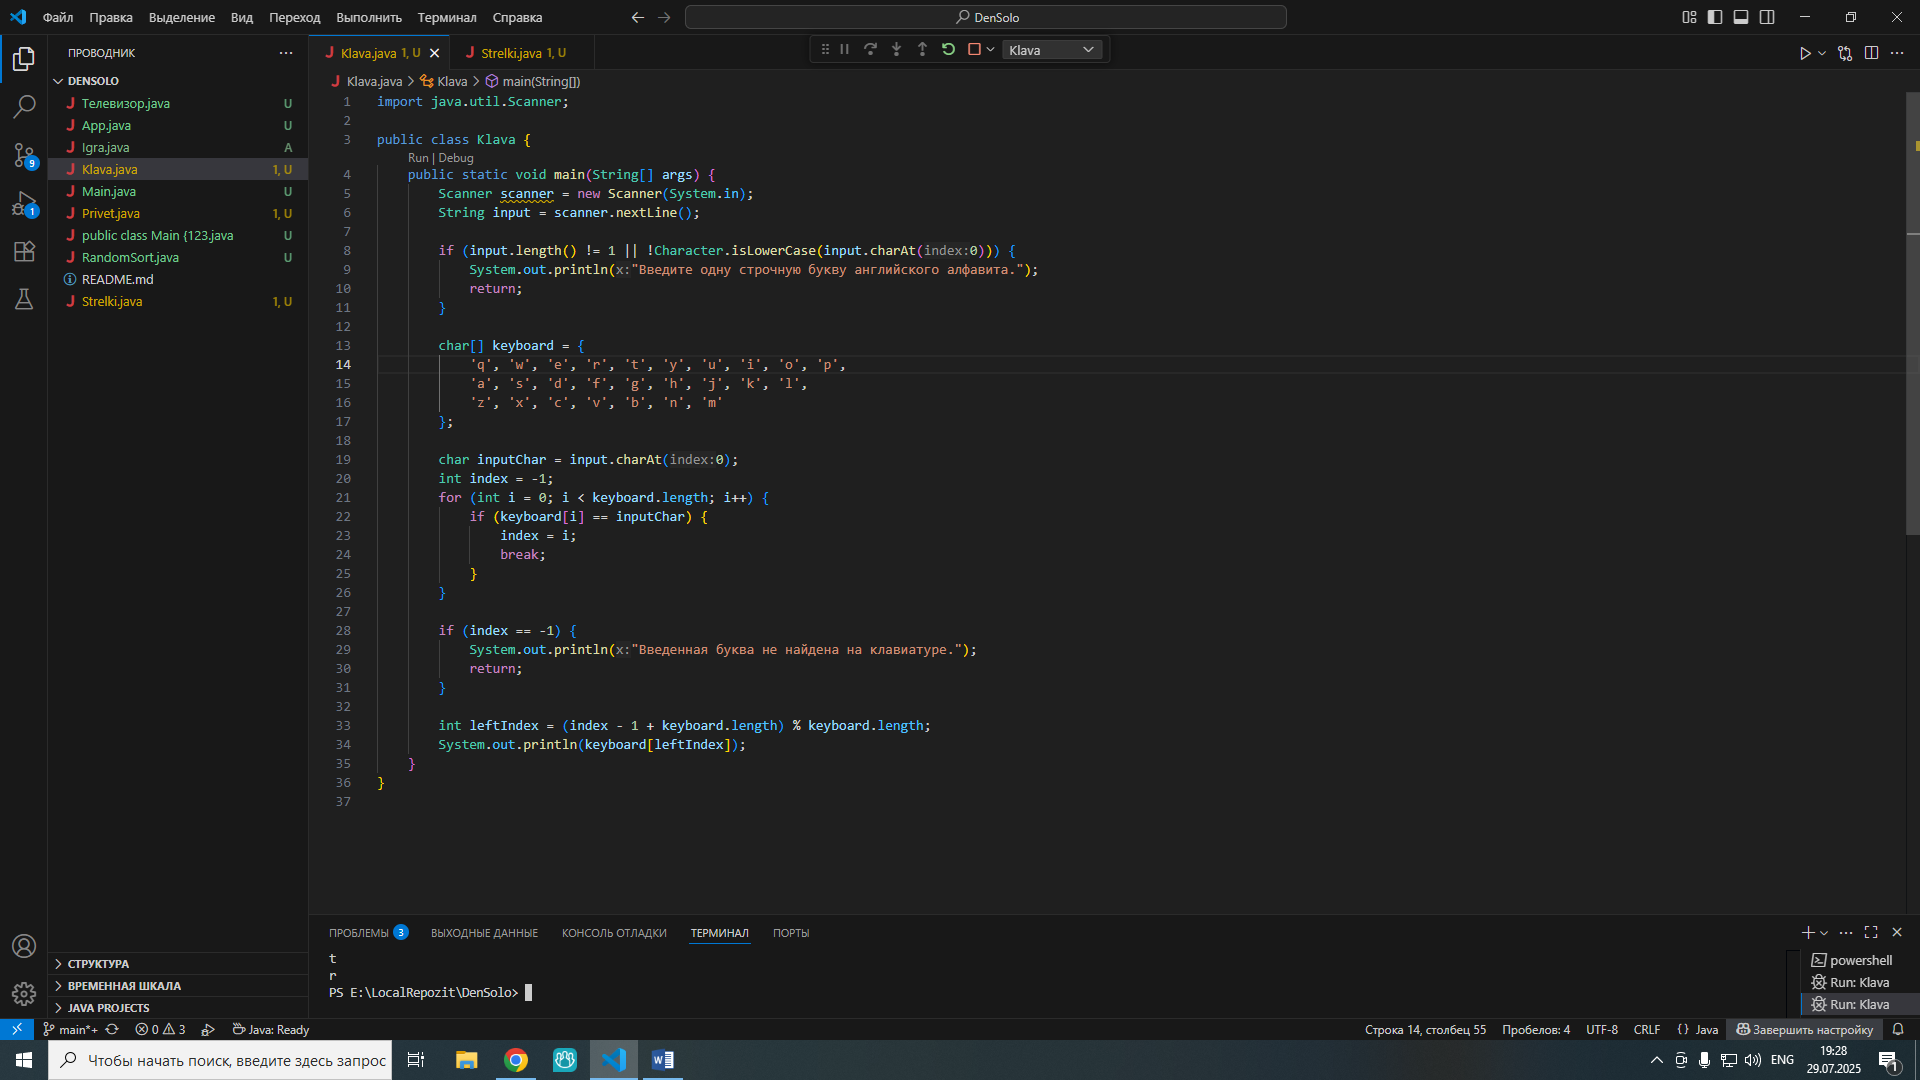 Файл Правка Выделение Вид Переход Выполнить Терминал Справка
DenSolo
ПРОВОДНИК
DENSOLO
Телевизор.java U
App.java U
Igra.java A
Klava.java 1, U
Main.java U
Privet.java 1, U
public class Main {123.java U
RandomSort.java U
README.md
Strelki.java 1, U
СТРУКТУРА
ВРЕМЕННАЯ ШКАЛА
JAVA PROJECTS
9
1
Klava.java 1, U
Strelki.java 1, U
Klava
Klava.java > Klava > main(String[])
1 import java.util.Scanner;
2
3 public class Klava {
Run | Debug
4 public static void main(String[] args) {
5 Scanner scanner = new Scanner(System.in);
6 String input = scanner.nextLine();
7
8 if (input.length() != 1 || !Character.isLowerCase(input.charAt(index:0))) {
9 System.out.println(x:"Введите одну строчную букву английского алфавита.");
10 return;
11 }
12
13 char[] keyboard = {
14 'q', 'w', 'e', 'r', 't', 'y', 'u', 'i', 'o', 'p',
15 'a', 's', 'd', 'f', 'g', 'h', 'j', 'k', 'l',
16 'z', 'x', 'c', 'v', 'b', 'n', 'm'
17 };
18
19 char inputChar = input.charAt(index:0);
20 int index = -1;
21 for (int i = 0; i < keyboard.length; i++) {
22 if (keyboard[i] == inputChar) {
23 index = i;
24 break;
25 }
26 }
27
28 if (index == -1) {
29 System.out.println(x:"Введенная буква не найдена на клавиатуре.");
30 return;
31 }
32
33 int leftIndex = (index - 1 + keyboard.length) % keyboard.length;
34 System.out.println(keyboard[leftIndex]);
35 }
36 }
37
ПРОБЛЕМЫ 3 ВЫХОДНЫЕ ДАННЫЕ КОНСОЛЬ ОТЛАДКИ ТЕРМИНАЛ ПОРТЫ
t
r
PS E:\LocalRepozit\DenSolo>
powershell
Run: Klava
Run: Klava
main*+ 0 3 Java: Ready
Строка 14, столбец 55 Пробелов: 4 UTF-8 CRLF {} Java Завершить настройку
Чтобы начать поиск, введите здесь запрос
ENG
19:28
29.07.2025
1